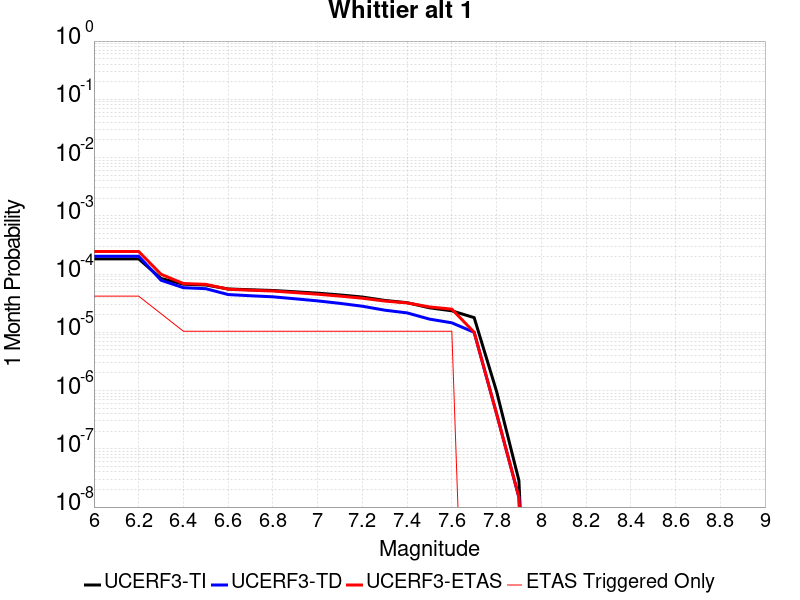 Whittier alt 1
10^0
10^-1
10^-2
10^-3
10^-4
10^-5
10^-6
10^-7
10^-8
1 Month Probability
6 6.2 6.4 6.6 6.8 7 7.2 7.4 7.6 7.8 8 8.2 8.4 8.6 8.8 9
Magnitude
UCERF3-TI UCERF3-TD UCERF3-ETAS ETAS Triggered Only